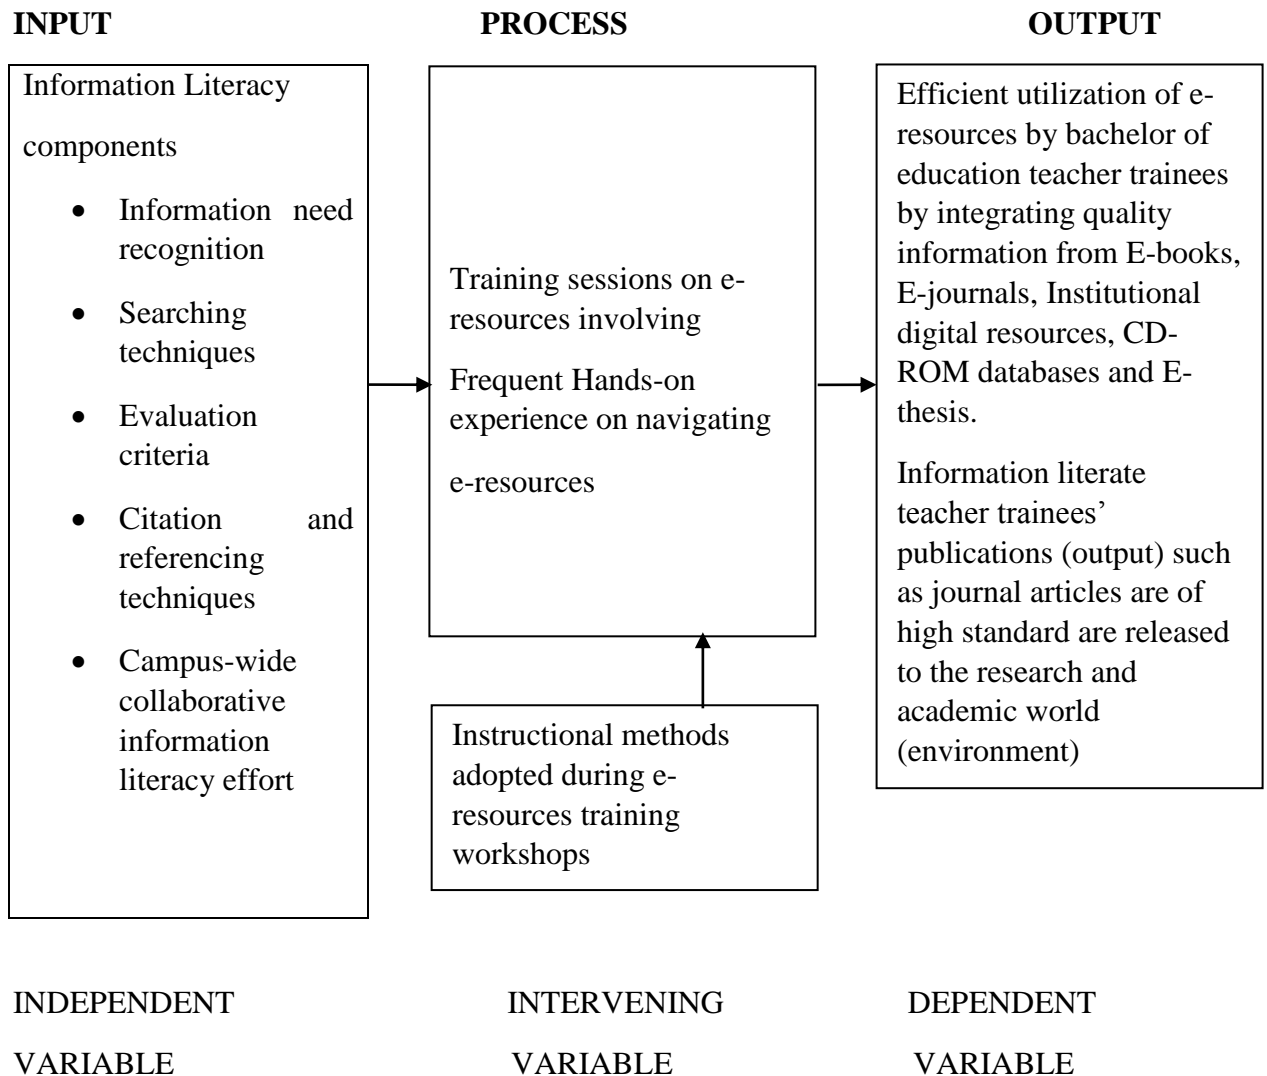 INPUT
PROCESS
OUTPUT
Information Literacy
components
• Information need
recognition
• Searching
techniques
• Evaluation
criteria
• Citation and
referencing
techniques
• Campus-wide
collaborative
information
literacy effort
Training sessions on e-
resources involving
Frequent Hands-on
experience on navigating
e-resources
Instructional methods
adopted during e-
resources training
workshops
Efficient utilization of e-
resources by bachelor of
education teacher trainees
by integrating quality
information from E-books,
E-journals, Institutional
digital resources, CD-
ROM databases and E-
thesis.
Information literate
teacher trainees’
publications (output) such
as journal articles are of
high standard are released
to the research and
academic world
(environment)
INDEPENDENT
VARIABLE
INTERVENING
VARIABLE
DEPENDENT
VARIABLE